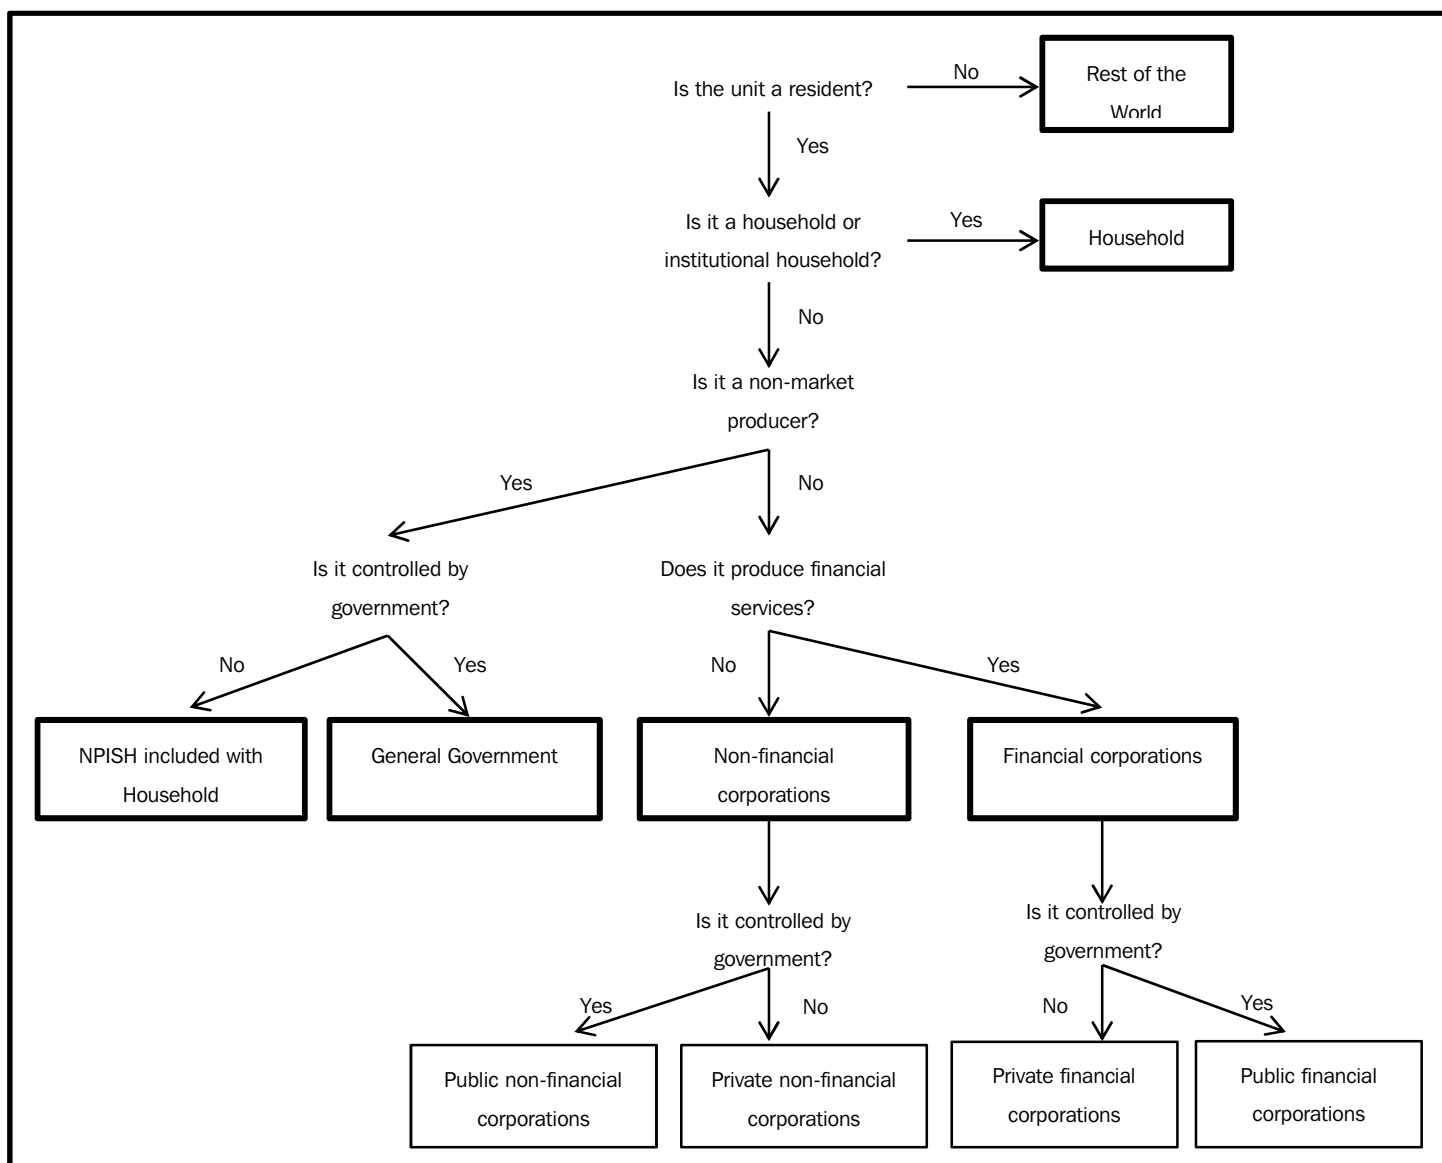 Is the unit a resident?
No
Rest of the
World
Yes
Is it a household or
institutional household?
Yes
Household
No
Is it a non-market
producer?
Yes
No
Is it controlled by
government?
Does it produce financial
services?
No
Yes
No
Yes
NPISH included with
Household
General Government
Non-financial
corporations
Financial corporations
Is it controlled by
government?
Is it controlled by
government?
Yes
No
No
Yes
Public non-financial
corporations
Private non-financial
corporations
Private financial
corporations
Public financial
corporations